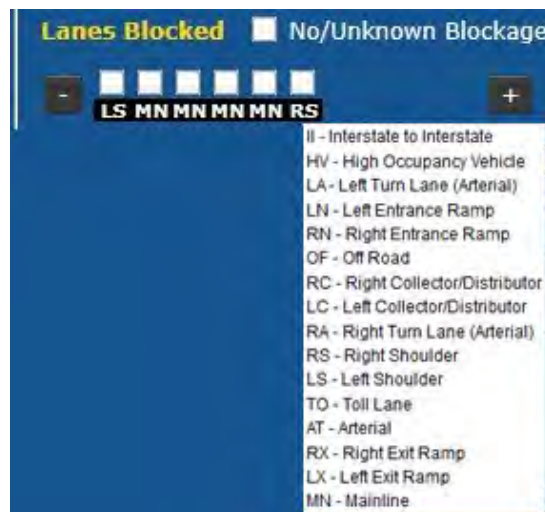 Lanes Blocked No/Unknown Blockage
- +
LS MN MN MN MN RS
II - Interstate to Interstate
HV - High Occupancy Vehicle
LA - Left Turn Lane (Arterial)
LN - Left Entrance Ramp
RN - Right Entrance Ramp
OF - Off Road
RC - Right Collector/Distributor
LC - Left Collector/Distributor
RA - Right Turn Lane (Arterial)
RS - Right Shoulder
LS - Left Shoulder
TO - Toll Lane
AT - Arterial
RX - Right Exit Ramp
LX - Left Exit Ramp
MN - Mainline